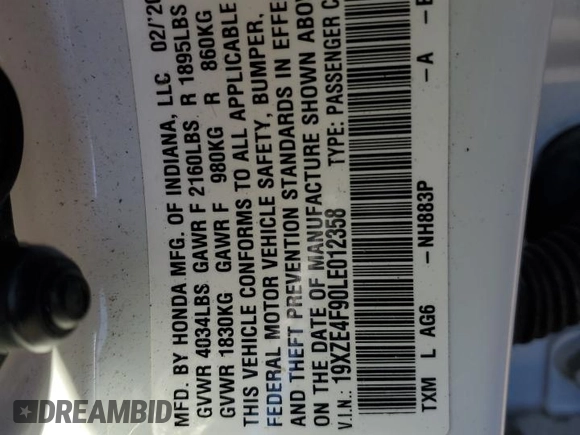 MFD. BY HONDA MFG. OF INDIANA, LLC 02/'20
GVWR 4034LBS GAWR F 2160LBS R 1895LBS
GVWR 1830KG GAWR F 980KG R 860KG
THIS VEHICLE CONFORMS TO ALL APPLICABLE
FEDERAL MOTOR VEHICLE SAFETY, BUMPER,
AND THEFT PREVENTION STANDARDS IN EFFE
ON THE DATE OF MANUFACTURE SHOWN ABOV
V.I.N.: 19XZE4F90LE012358 TYPE: PASSENGER C
TXM L AG6 -NH883P -A -
DREAMBID